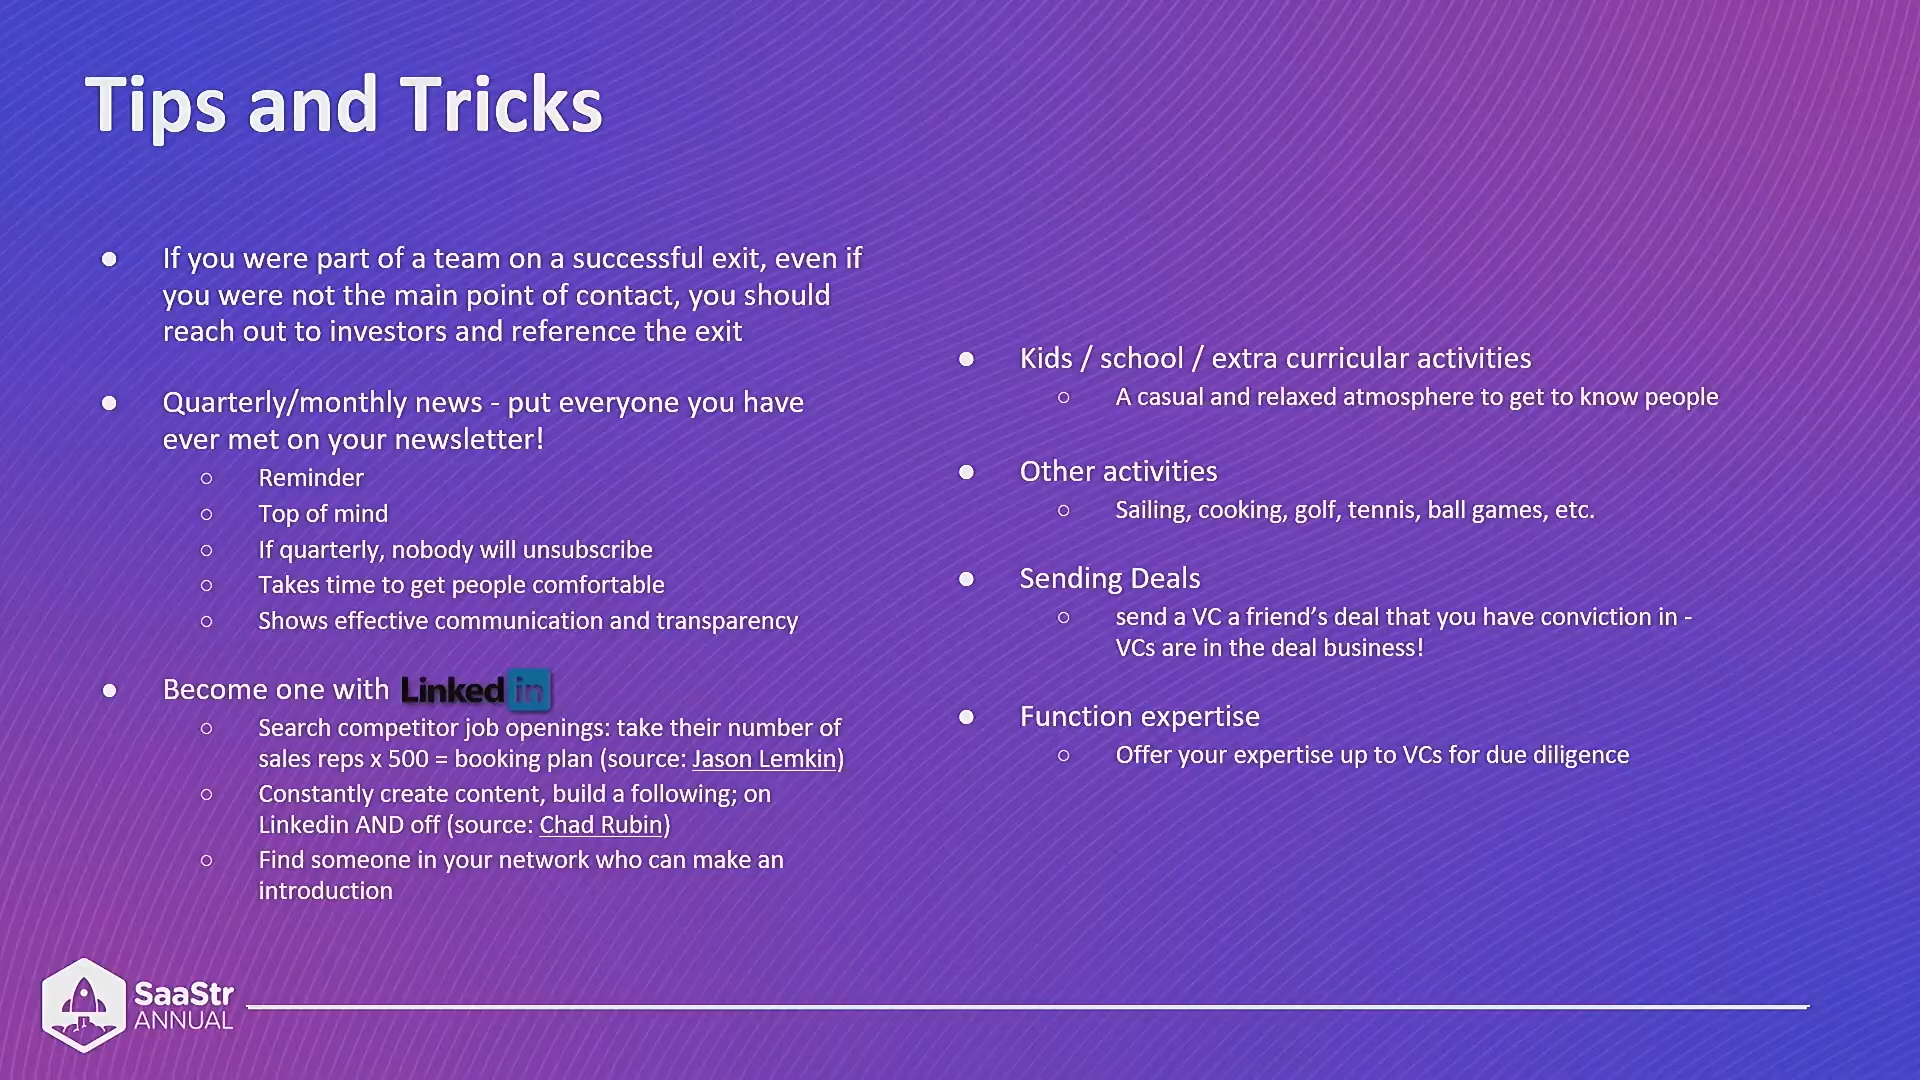 Tips and Tricks
● If you were part of a team on a successful exit, even if
you were not the main point of contact, you should
reach out to investors and reference the exit
● Quarterly/monthly news - put everyone you have
ever met on your newsletter!
○ Reminder
○ Top of mind
○ If quarterly, nobody will unsubscribe
○ Takes time to get people comfortable
○ Shows effective communication and transparency
● Become one with Linked in
○ Search competitor job openings: take their number of
sales reps x 500 = booking plan (source: Jason Lemkin)
○ Constantly create content, build a following; on
Linkedin AND off (source: Chad Rubin)
○ Find someone in your network who can make an
introduction
● Kids / school / extra curricular activities
○ A casual and relaxed atmosphere to get to know people
● Other activities
○ Sailing, cooking, golf, tennis, ball games, etc.
● Sending Deals
○ send a VC a friend’s deal that you have conviction in -
VCs are in the deal business!
● Function expertise
○ Offer your expertise up to VCs for due diligence
SaaStr
ANNUAL